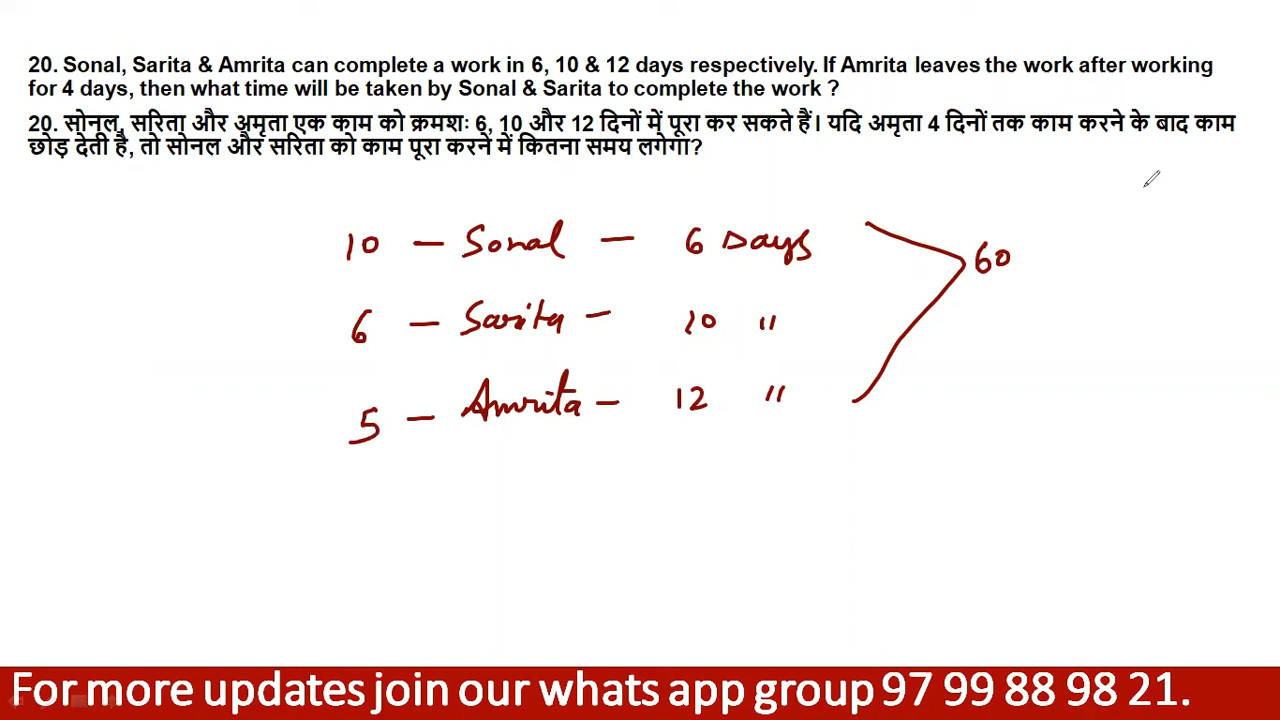 20. Sonal, Sarita & Amrita can complete a work in 6, 10 & 12 days respectively. If Amrita leaves the work after working
for 4 days, then what time will be taken by Sonal & Sarita to complete the work ?
20. सोनल, सरिता और अमृता एक काम को क्रमशः 6, 10 और 12 दिनों में पूरा कर सकते हैं। यदि अमृता 4 दिनों तक काम करने के बाद काम
छोड़ देती है, तो सोनल और सरिता को काम पूरा करने में कितना समय लगेगा?
10 — Sonal — 6 Days
60
6 — Sarita — 10 "
5 — Amrita — 12 "
For more updates join our whats app group 97 99 88 98 21.